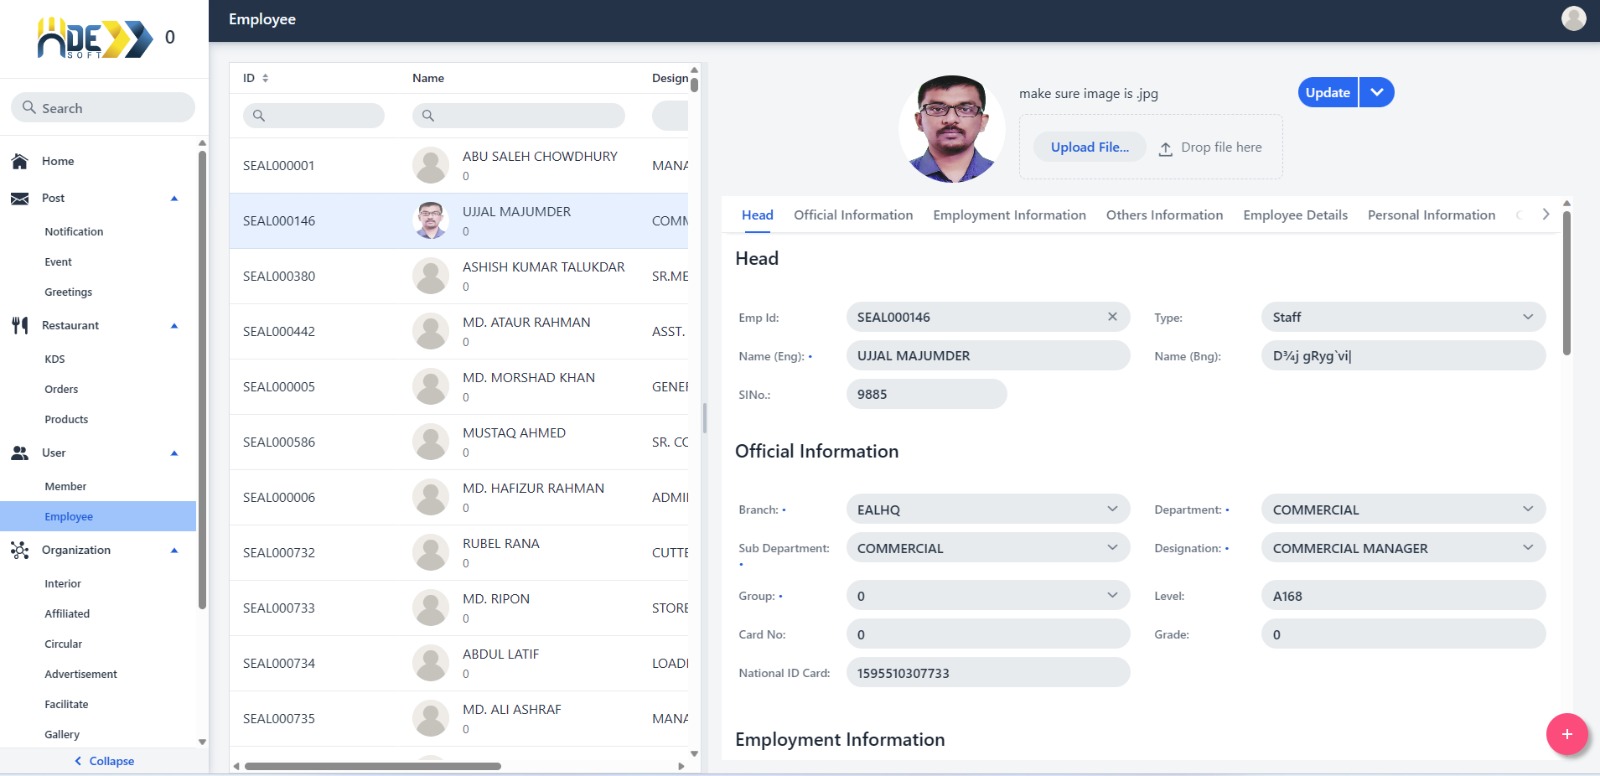 HDE
SOFT
0
Employee
Search
Home
Post
Notification
Event
Greetings
Restaurant
KDS
Orders
Products
User
Member
Employee
Organization
Interior
Affiliated
Circular
Advertisement
Facilitate
Gallery
Collapse
ID Name Design
SEAL000001 ABU SALEH CHOWDHURY MANA
0
SEAL000146 UJJAL MAJUMDER COMM
0
SEAL000380 ASHISH KUMAR TALUKDAR SR.ME
0
SEAL000442 MD. ATAUR RAHMAN ASST.
0
SEAL000005 MD. MORSHAD KHAN GENER
0
SEAL000586 MUSTAQ AHMED SR. CO
0
SEAL000006 MD. HAFIZUR RAHMAN ADMI
0
SEAL000732 RUBEL RANA CUTTE
0
SEAL000733 MD. RIPON STORE
0
SEAL000734 ABDUL LATIF LOADI
0
SEAL000735 MD. ALI ASHRAF MANA
0
make sure image is .jpg
Update
Upload File... Drop file here
Head Official Information Employment Information Others Information Employee Details Personal Information
Head
Emp Id: SEAL000146 Type: Staff
Name (Eng): UJJAL MAJUMDER Name (Bng): D¾j gRyg`vi
SlNo.: 9885
Official Information
Branch: EALHQ Department: COMMERCIAL
Sub Department: COMMERCIAL Designation: COMMERCIAL MANAGER
Group: 0 Level: A168
Card No: 0 Grade: 0
National ID Card: 1595510307733
Employment Information
+